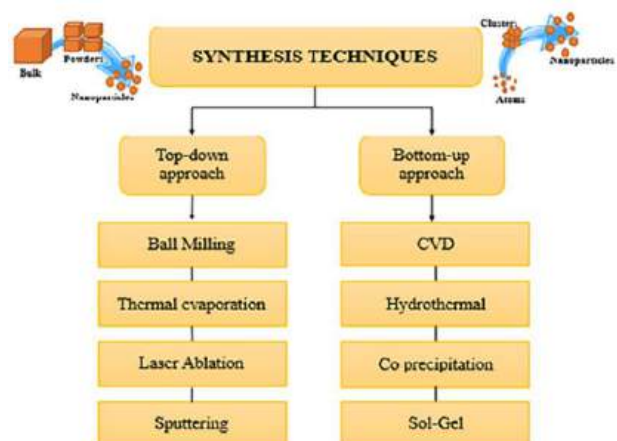 Bulk
Powders
Nanoparticles
SYNTHESIS TECHNIQUES
Cluster
Nanoparticles
Atoms
Top-down
approach
Bottom-up
approach
Ball Milling
CVD
Thermal evaporation
Hydrothermal
Laser Ablation
Co precipitation
Sputtering
Sol-Gel